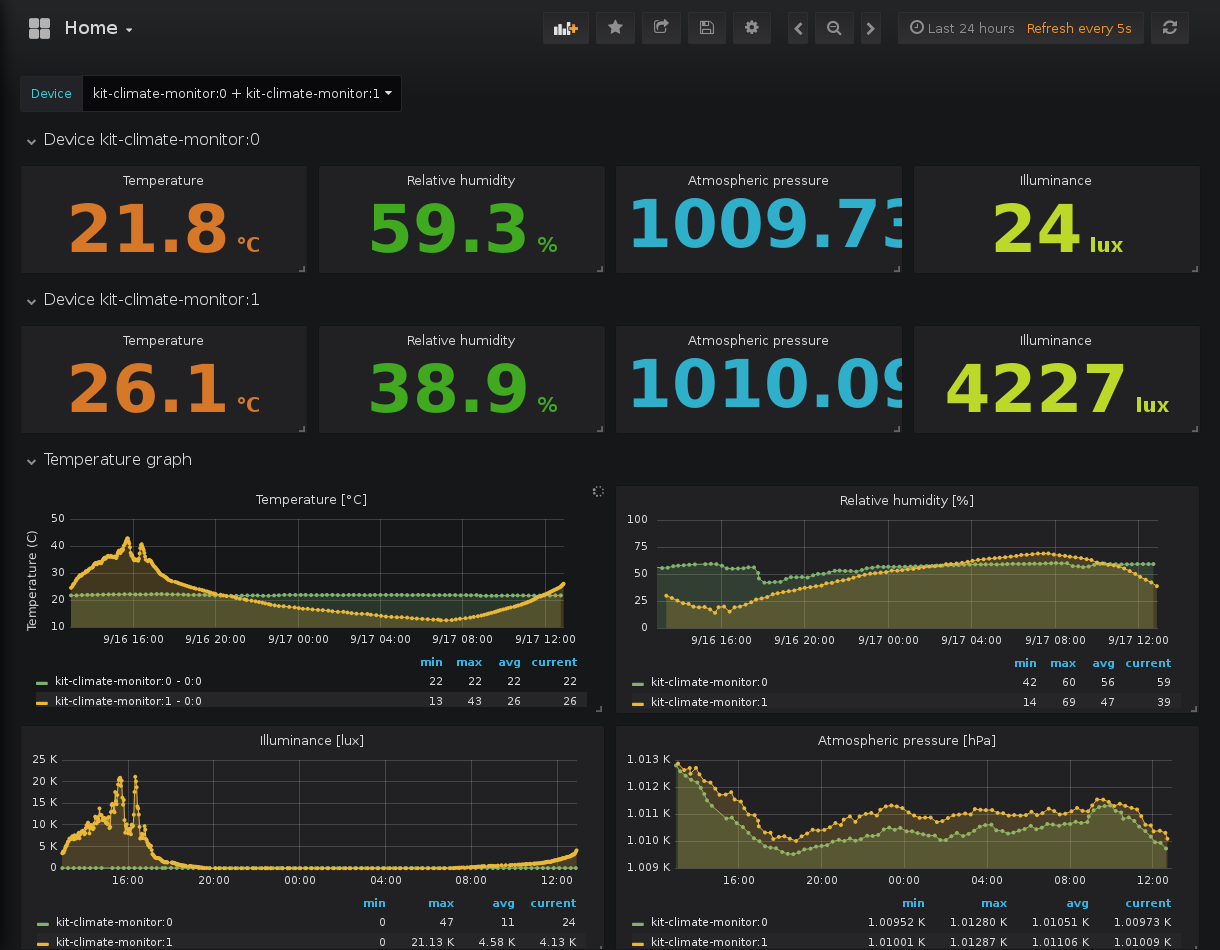 Home
Last 24 hours Refresh every 5s
Device kit-climate-monitor:0 + kit-climate-monitor:1
Device kit-climate-monitor:0
Temperature Relative humidity Atmospheric pressure Illuminance
21.8 °C 59.3 % 1009.73 24 lux
Device kit-climate-monitor:1
Temperature Relative humidity Atmospheric pressure Illuminance
26.1 °C 38.9 % 1010.09 4227 lux
Temperature graph
Temperature [°C]
Temperature (C)
50
40
30
20
10
9/16 16:00 9/16 20:00 9/17 00:00 9/17 04:00 9/17 08:00 9/17 12:00
min max avg current
kit-climate-monitor:0 - 0:0 22 22 22 22
kit-climate-monitor:1 - 0:0 13 43 26 26
Relative humidity [%]
100
75
50
25
0
9/16 16:00 9/16 20:00 9/17 00:00 9/17 04:00 9/17 08:00 9/17 12:00
min max avg current
kit-climate-monitor:0 42 60 56 59
kit-climate-monitor:1 14 69 47 39
Illuminance [lux]
25 K
20 K
15 K
10 K
5 K
0
16:00 20:00 00:00 04:00 08:00 12:00
min max avg current
kit-climate-monitor:0 0 47 11 24
kit-climate-monitor:1 0 21.13 K 4.58 K 4.13 K
Atmospheric pressure [hPa]
1.013 K
1.012 K
1.011 K
1.010 K
1.009 K
16:00 20:00 00:00 04:00 08:00 12:00
min max avg current
kit-climate-monitor:0 1.00952 K 1.01280 K 1.01051 K 1.00973 K
kit-climate-monitor:1 1.01001 K 1.01287 K 1.01106 K 1.01009 K